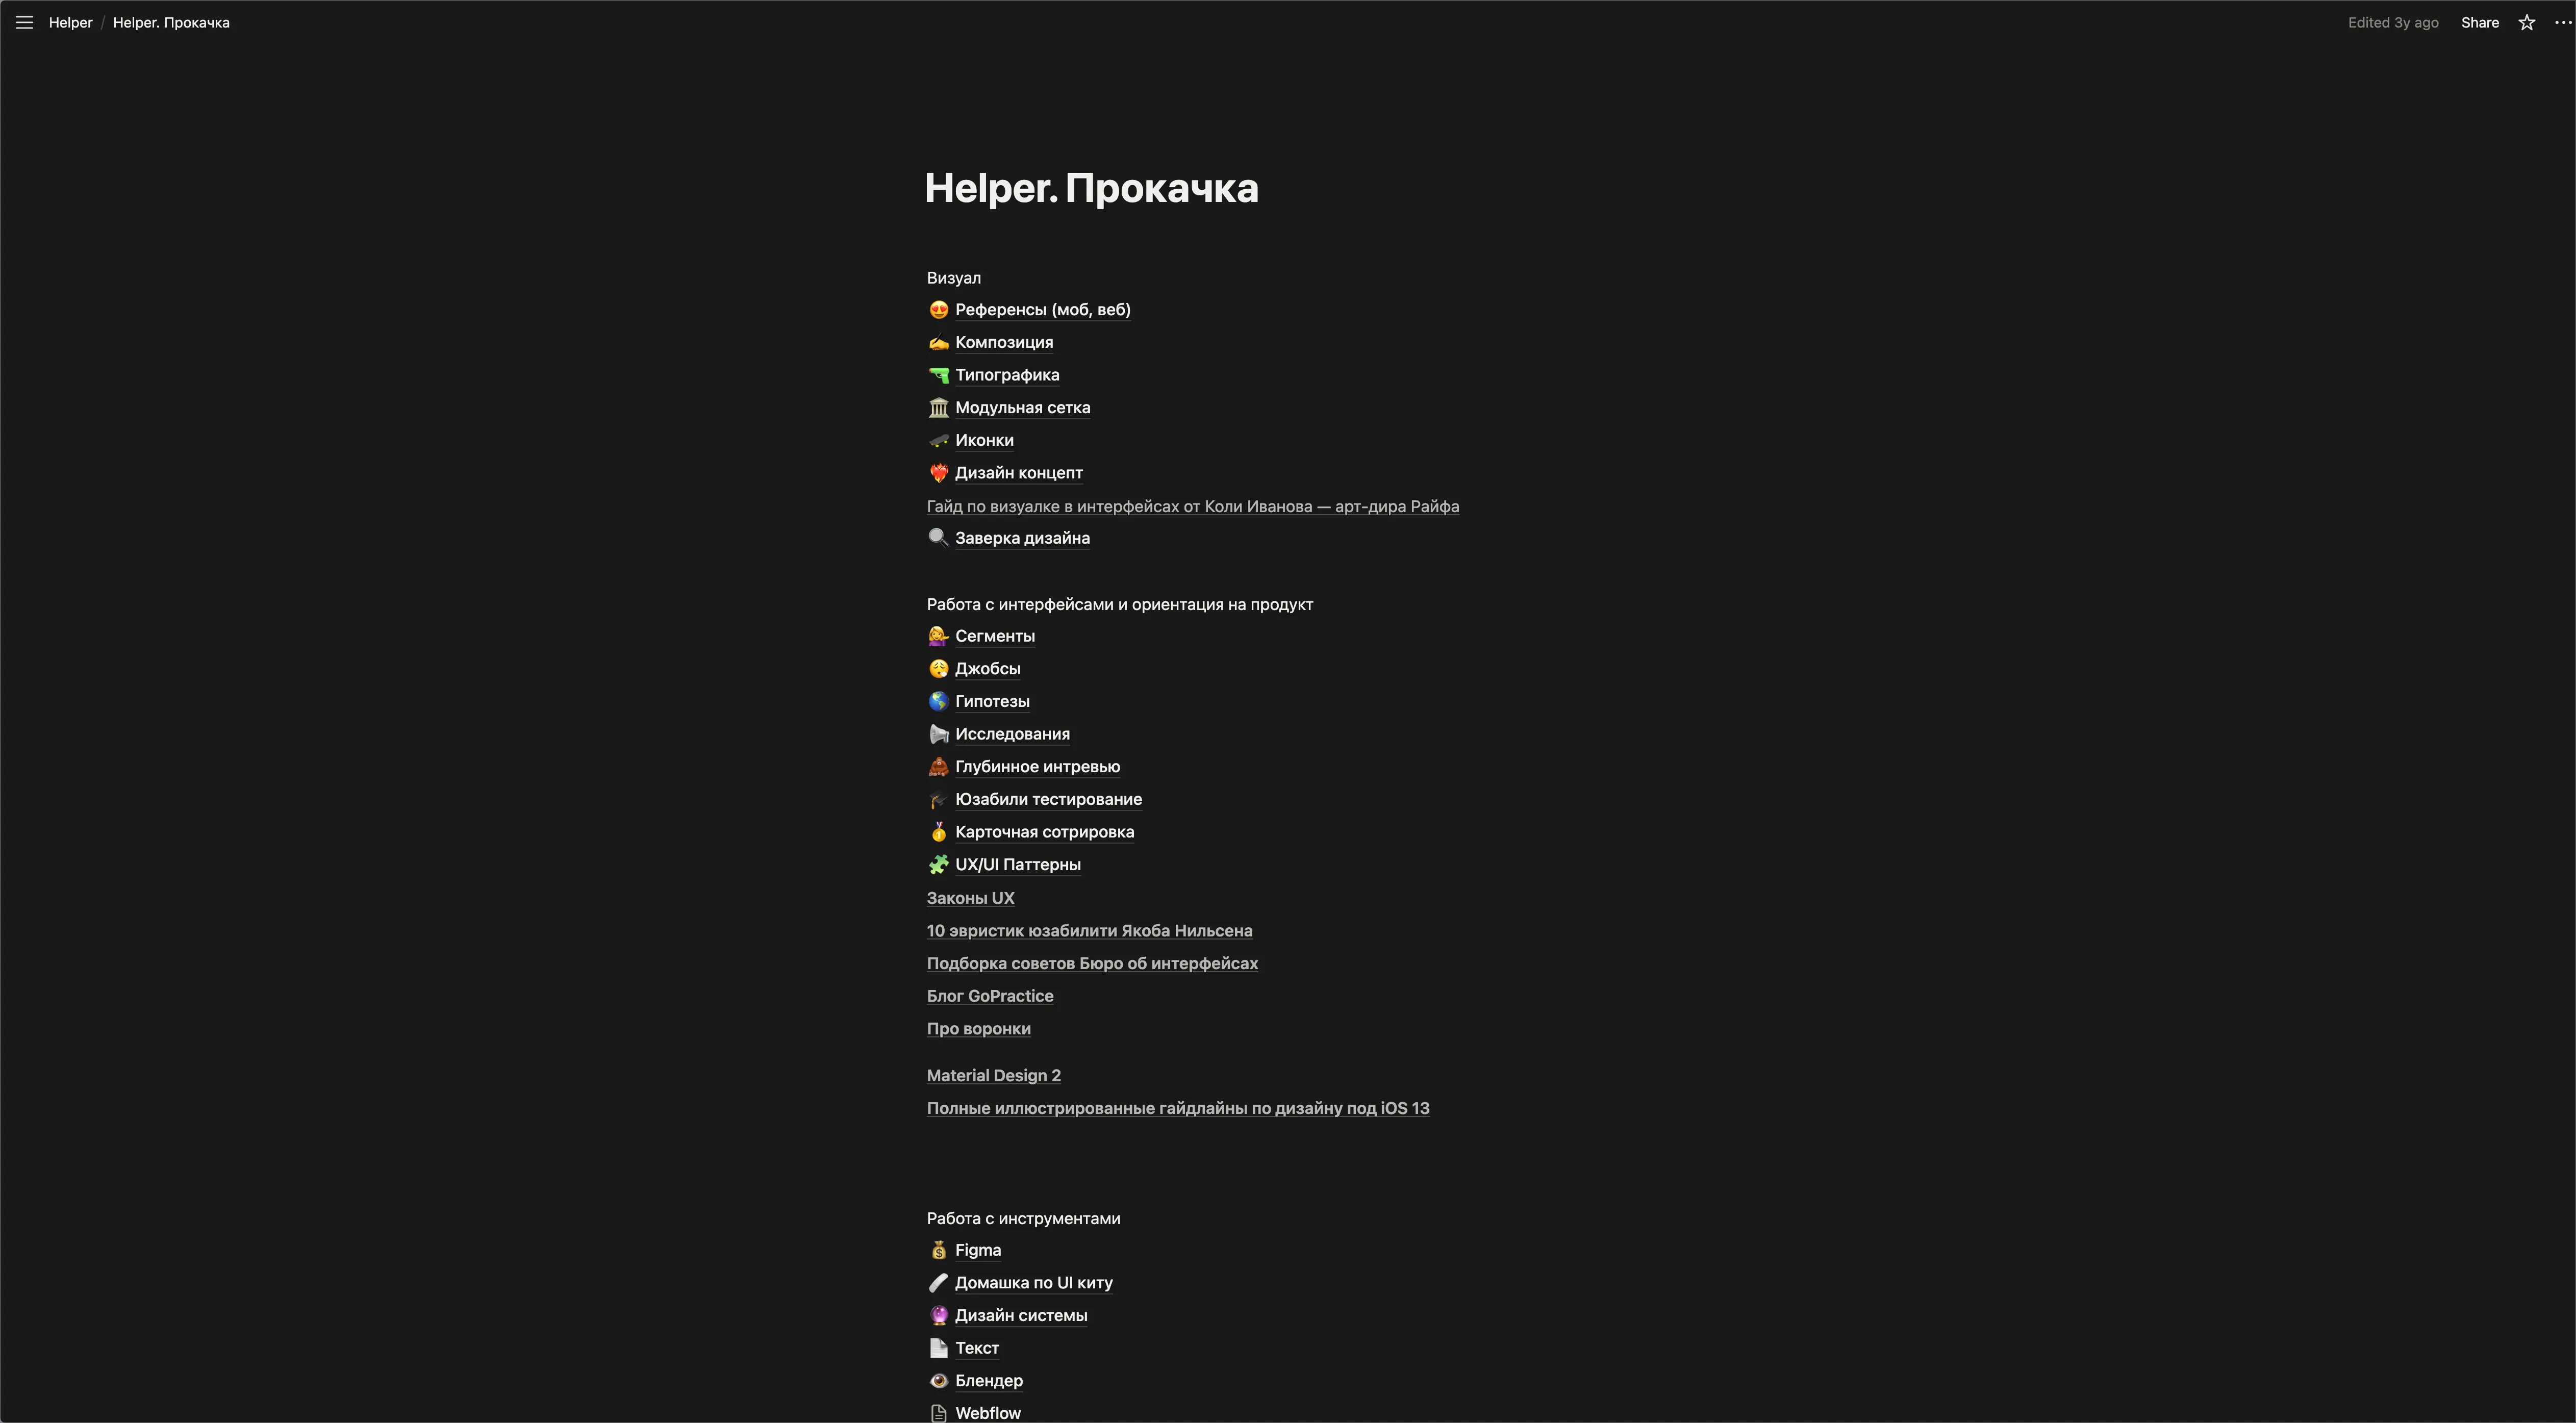 Helper / Helper. Прокачка
Edited 3y ago Share
Helper. Прокачка
Визуал
Референсы (моб, веб)
Композиция
Типографика
Модульная сетка
Иконки
Дизайн концепт
Гайд по визуалке в интерфейсах от Коли Иванова — арт-дира Райфа
Заверка дизайна
Работа с интерфейсами и ориентация на продукт
Сегменты
Джобсы
Гипотезы
Исследования
Глубинное интревью
Юзабили тестирование
Карточная сотрировка
UX/UI Паттерны
Законы UX
10 эвристик юзабилити Якоба Нильсена
Подборка советов Бюро об интерфейсах
Блог GoPractice
Про воронки
Material Design 2
Полные иллюстрированные гайдлайны по дизайну под iOS 13
Работа с инструментами
Figma
Домашка по UI киту
Дизайн системы
Текст
Блендер
Webflow